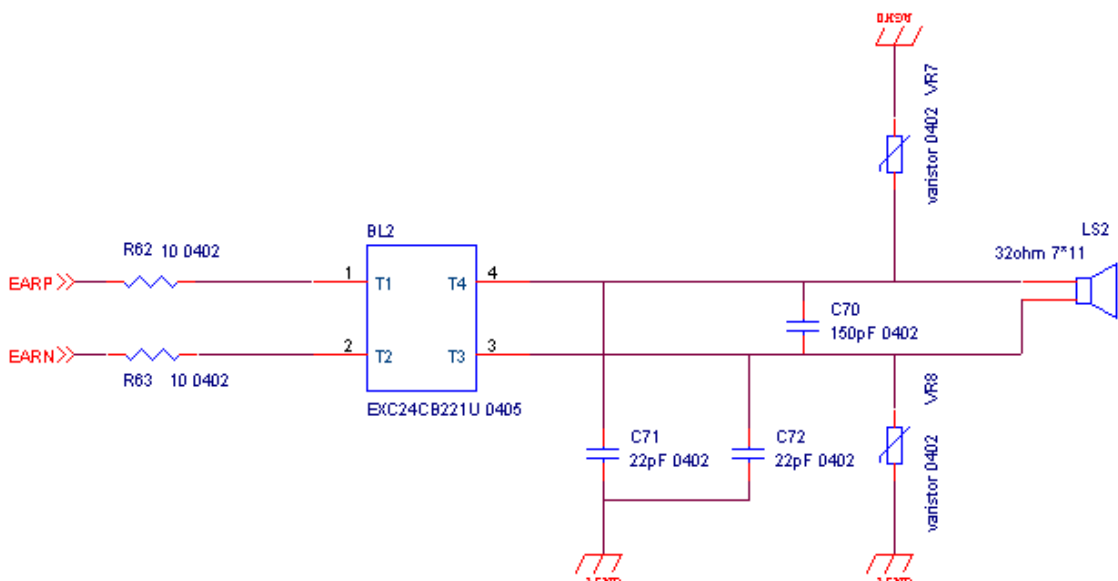 AGND
VR7
varistor 0402
LS2
32ohm 7*11
BL2
R62 10 0402
EARP
1 T1 T4 4
C70
150pF 0402
EARN
2 T2 T3 3
R63 10 0402
EXC24CB221U 0405
VR8
varistor 0402
C71
22pF 0402
C72
22pF 0402